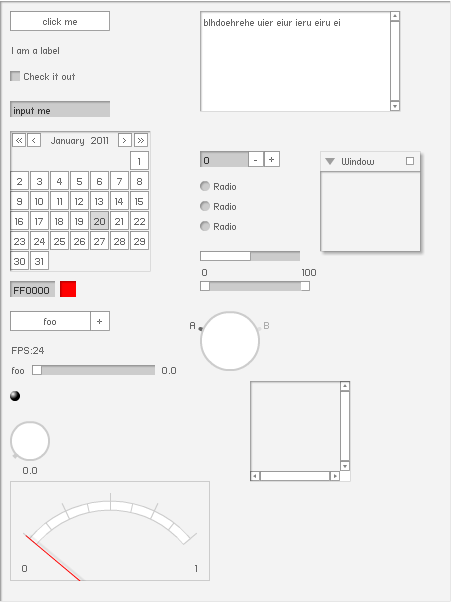 click me
blhdoehrehe uier eiur ieru eiru ei
I am a label
Check it out
input me
« ‹ January 2011 › »
1
2 3 4 5 6 7 8
9 10 11 12 13 14 15
16 17 18 19 20 21 22
23 24 25 26 27 28 29
30 31
0 - +
Window
Radio
Radio
Radio
0 100
FF0000
foo +
A B
FPS:24
foo 0.0
0.0
0 1